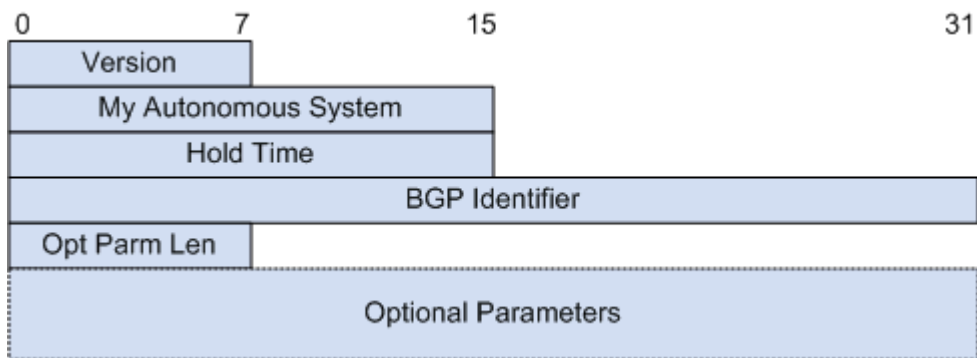 0 7 15 31
Version
My Autonomous System
Hold Time
BGP Identifier
Opt Parm Len
Optional Parameters